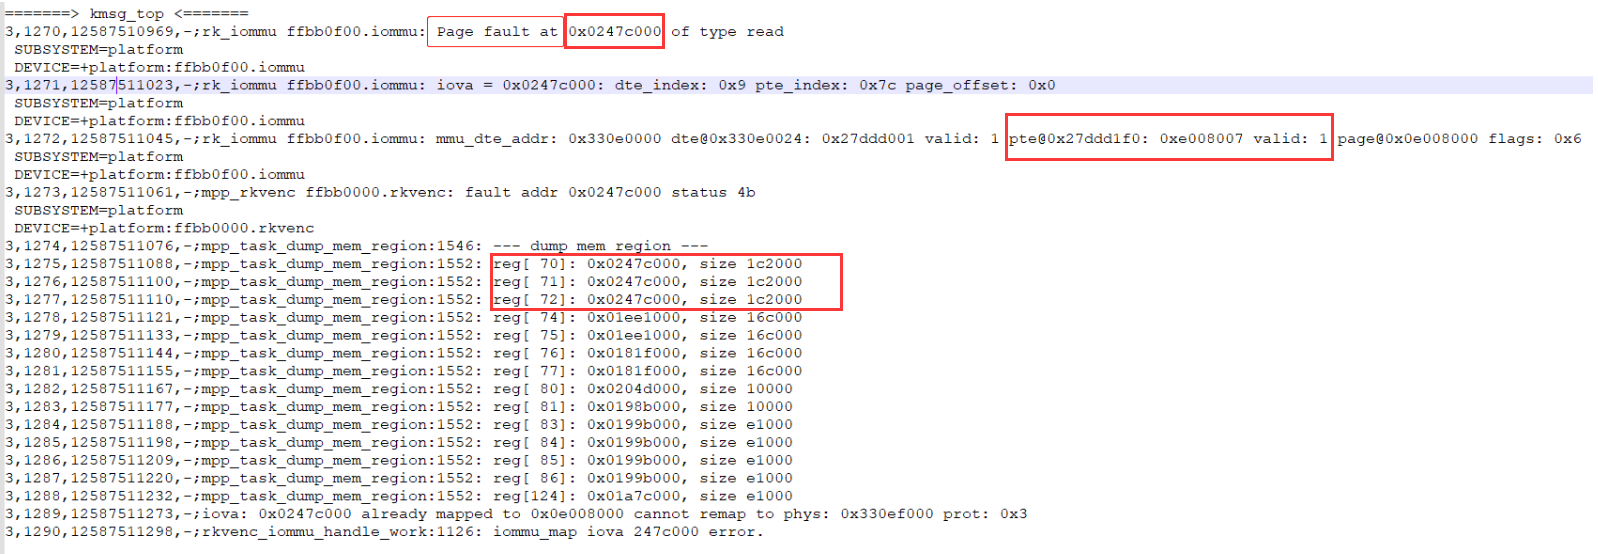 =======> kmsg_top <=======
3,1270,12587510969,-;rk_iommu ffbb0f00.iommu: Page fault at 0x0247c000 of type read
 SUBSYSTEM=platform
 DEVICE=+platform:ffbb0f00.iommu
3,1271,12587511023,-;rk_iommu ffbb0f00.iommu: iova = 0x0247c000: dte_index: 0x9 pte_index: 0x7c page_offset: 0x0
 SUBSYSTEM=platform
 DEVICE=+platform:ffbb0f00.iommu
3,1272,12587511045,-;rk_iommu ffbb0f00.iommu: mmu_dte_addr: 0x330e0000 dte@0x330e0024: 0x27ddd001 valid: 1 pte@0x27ddd1f0: 0xe008007 valid: 1 page@0x0e008000 flags: 0x6
 SUBSYSTEM=platform
 DEVICE=+platform:ffbb0f00.iommu
3,1273,12587511061,-;mpp_rkvenc ffbb0000.rkvenc: fault addr 0x0247c000 status 4b
 SUBSYSTEM=platform
 DEVICE=+platform:ffbb0000.rkvenc
3,1274,12587511076,-;mpp_task_dump_mem_region:1546: --- dump mem region ---
3,1275,12587511088,-;mpp_task_dump_mem_region:1552: reg[ 70]: 0x0247c000, size 1c2000
3,1276,12587511100,-;mpp_task_dump_mem_region:1552: reg[ 71]: 0x0247c000, size 1c2000
3,1277,12587511110,-;mpp_task_dump_mem_region:1552: reg[ 72]: 0x0247c000, size 1c2000
3,1278,12587511121,-;mpp_task_dump_mem_region:1552: reg[ 74]: 0x01ee1000, size 16c000
3,1279,12587511133,-;mpp_task_dump_mem_region:1552: reg[ 75]: 0x01ee1000, size 16c000
3,1280,12587511144,-;mpp_task_dump_mem_region:1552: reg[ 76]: 0x0181f000, size 16c000
3,1281,12587511155,-;mpp_task_dump_mem_region:1552: reg[ 77]: 0x0181f000, size 16c000
3,1282,12587511167,-;mpp_task_dump_mem_region:1552: reg[ 80]: 0x0204d000, size 10000
3,1283,12587511177,-;mpp_task_dump_mem_region:1552: reg[ 81]: 0x0198b000, size 10000
3,1284,12587511188,-;mpp_task_dump_mem_region:1552: reg[ 83]: 0x0199b000, size e1000
3,1285,12587511198,-;mpp_task_dump_mem_region:1552: reg[ 84]: 0x0199b000, size e1000
3,1286,12587511209,-;mpp_task_dump_mem_region:1552: reg[ 85]: 0x0199b000, size e1000
3,1287,12587511220,-;mpp_task_dump_mem_region:1552: reg[ 86]: 0x0199b000, size e1000
3,1288,12587511232,-;mpp_task_dump_mem_region:1552: reg[124]: 0x01a7c000, size e1000
3,1289,12587511273,-;iova: 0x0247c000 already mapped to 0x0e008000 cannot remap to phys: 0x330ef000 prot: 0x3
3,1290,12587511298,-;rkvenc_iommu_handle_work:1126: iommu_map iova 247c000 error.